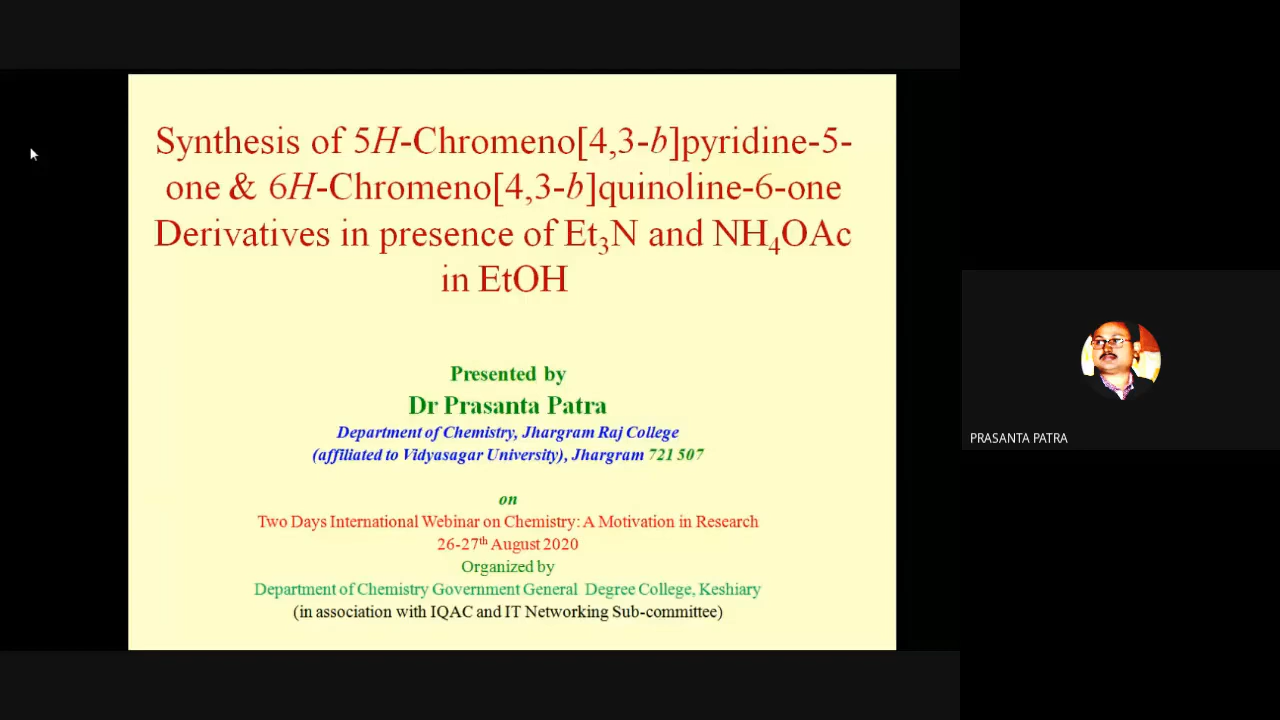 Synthesis of 5H-Chromeno[4,3-b]pyridine-5-
one & 6H-Chromeno[4,3-b]quinoline-6-one
Derivatives in presence of Et₃N and NH₄OAc
in EtOH
Presented by
Dr Prasanta Patra
Department of Chemistry, Jhargram Raj College
(affiliated to Vidyasagar University), Jhargram 721 507
on
Two Days International Webinar on Chemistry: A Motivation in Research
26-27th August 2020
Organized by
Department of Chemistry Government General Degree College, Keshiary
(in association with IQAC and IT Networking Sub-committee)
PRASANTA PATRA